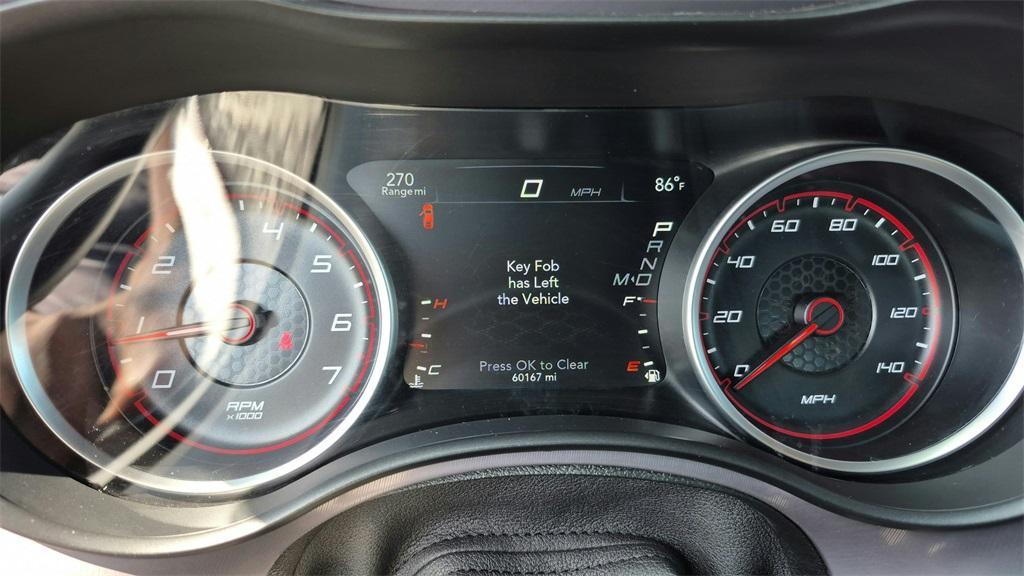 270
Range mi
0 MPH
86°F
Key Fob
has Left
the Vehicle
Press OK to Clear
60167 mi
P
R
N
M◁D
H
C
F
E
0
1
2
4
5
6
7
RPM
x1000
0
20
40
60
80
100
120
140
MPH